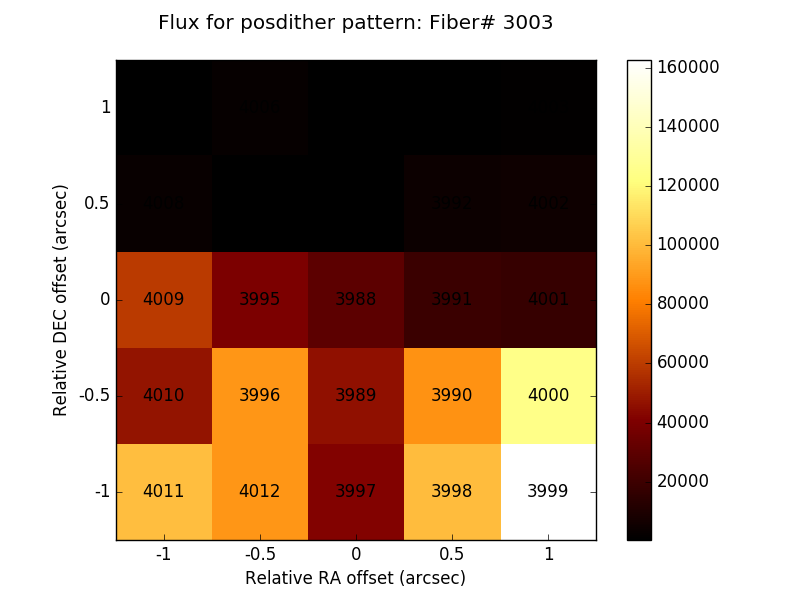 Flux for posdither pattern: Fiber# 3003
160000
140000
120000
100000
80000
60000
40000
20000
Relative DEC offset (arcsec)
1
0.5
3992 4002
0
4009 3995 3988 3991 4001
-0.5
4010 3996 3989 3990 4000
-1
4011 4012 3997 3998 3999
-1 -0.5 0 0.5 1
Relative RA offset (arcsec)